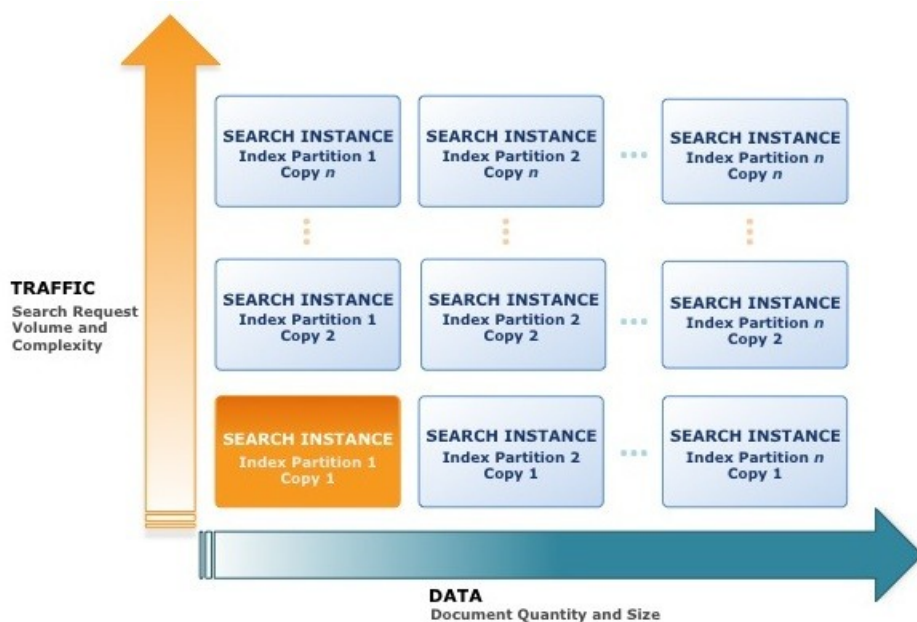 SEARCH INSTANCE
Index Partition 1
Copy n
SEARCH INSTANCE
Index Partition 2
Copy n
SEARCH INSTANCE
Index Partition n
Copy n
TRAFFIC
Search Request
Volume and
Complexity
SEARCH INSTANCE
Index Partition 1
Copy 2
SEARCH INSTANCE
Index Partition 2
Copy 2
SEARCH INSTANCE
Index Partition n
Copy 2
SEARCH INSTANCE
Index Partition 1
Copy 1
SEARCH INSTANCE
Index Partition 2
Copy 1
SEARCH INSTANCE
Index Partition n
Copy 1
DATA
Document Quantity and Size